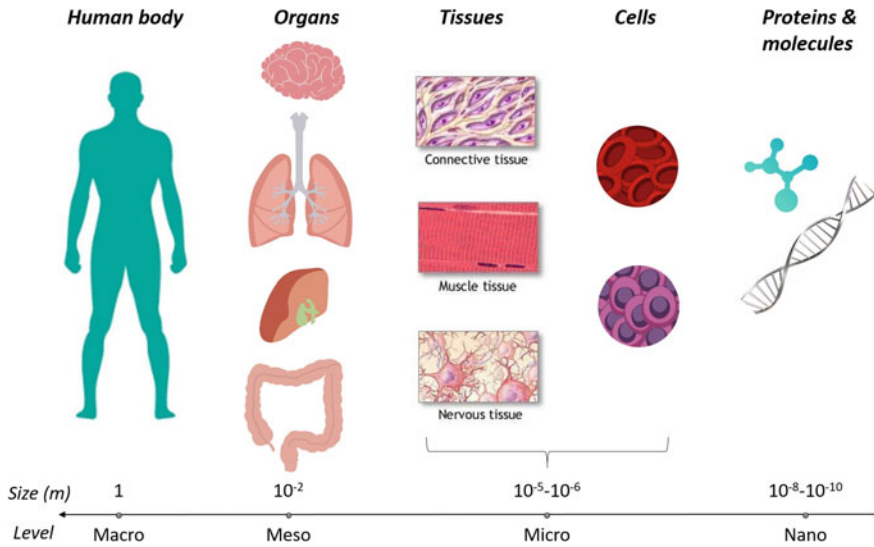 Human body
Organs
Tissues
Cells
Proteins &
molecules
Connective tissue
Muscle tissue
Nervous tissue
Size (m) 1 10⁻² 10⁻⁵-10⁻⁶ 10⁻⁸-10⁻¹⁰
Level Macro Meso Micro Nano